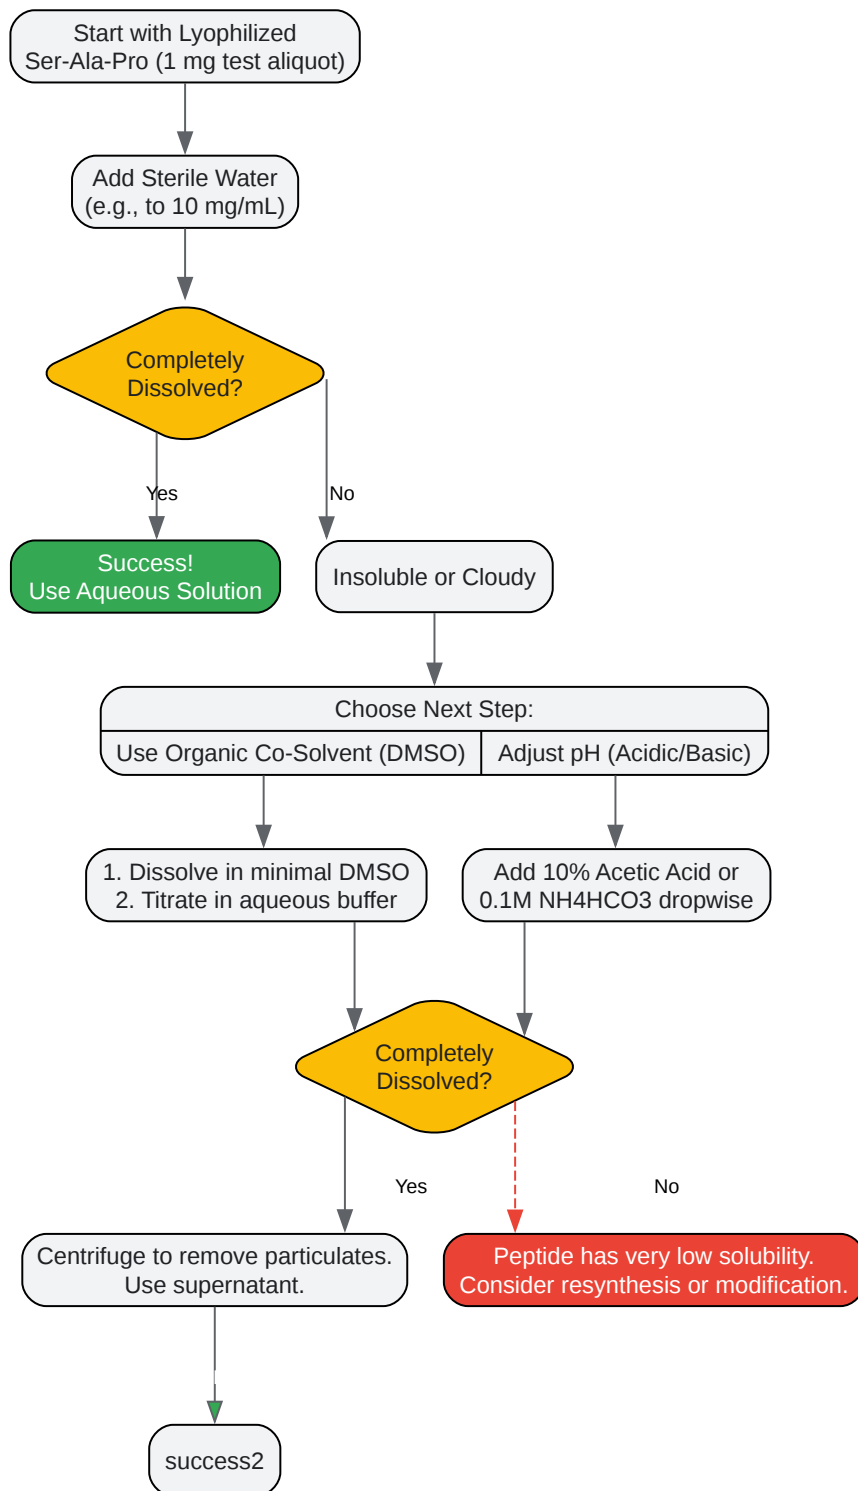 Start with Lyophilized
Ser-Ala-Pro (1 mg test aliquot)
Add Sterile Water
(e.g., to 10 mg/mL)
Completely
Dissolved?
Yes
No
Success!
Use Aqueous Solution
Insoluble or Cloudy
Choose Next Step:
Use Organic Co-Solvent (DMSO)
Adjust pH (Acidic/Basic)
1. Dissolve in minimal DMSO
2. Titrate in aqueous buffer
Add 10% Acetic Acid or
0.1M NH4HCO3 dropwise
Completely
Dissolved?
Yes
No
Centrifuge to remove particulates.
Use supernatant.
Peptide has very low solubility.
Consider resynthesis or modification.
success2